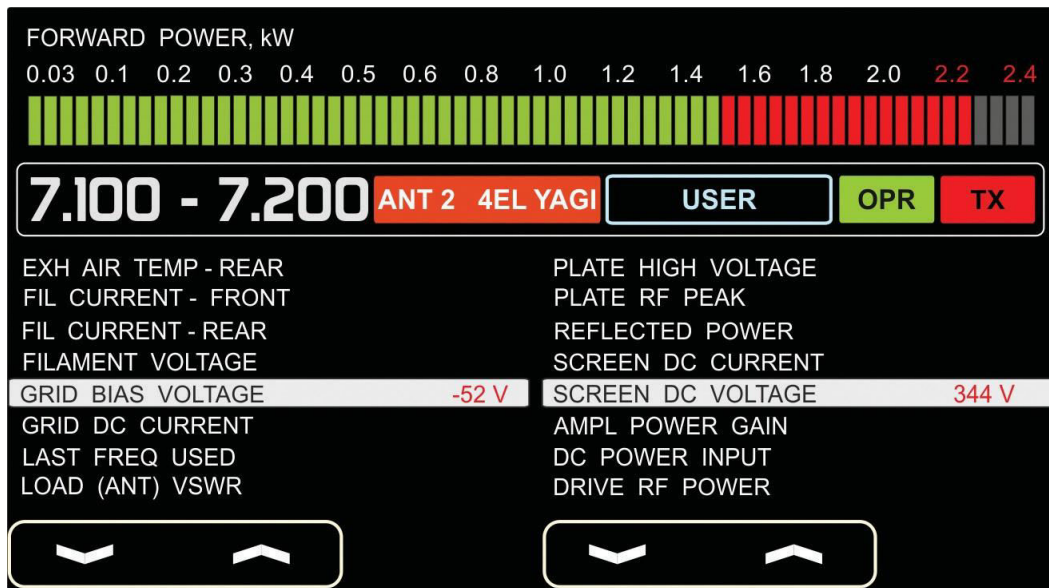 FORWARD POWER, kW
0.03 0.1 0.2 0.3 0.4 0.5 0.6 0.8 1.0 1.2 1.4 1.6 1.8 2.0 2.2 2.4
7.100 - 7.200 ANT 2 4EL YAGI USER OPR TX
EXH AIR TEMP - REAR
FIL CURRENT - FRONT
FIL CURRENT - REAR
FILAMENT VOLTAGE
GRID BIAS VOLTAGE -52 V
GRID DC CURRENT
LAST FREQ USED
LOAD (ANT) VSWR
PLATE HIGH VOLTAGE
PLATE RF PEAK
REFLECTED POWER
SCREEN DC CURRENT
SCREEN DC VOLTAGE 344 V
AMPL POWER GAIN
DC POWER INPUT
DRIVE RF POWER